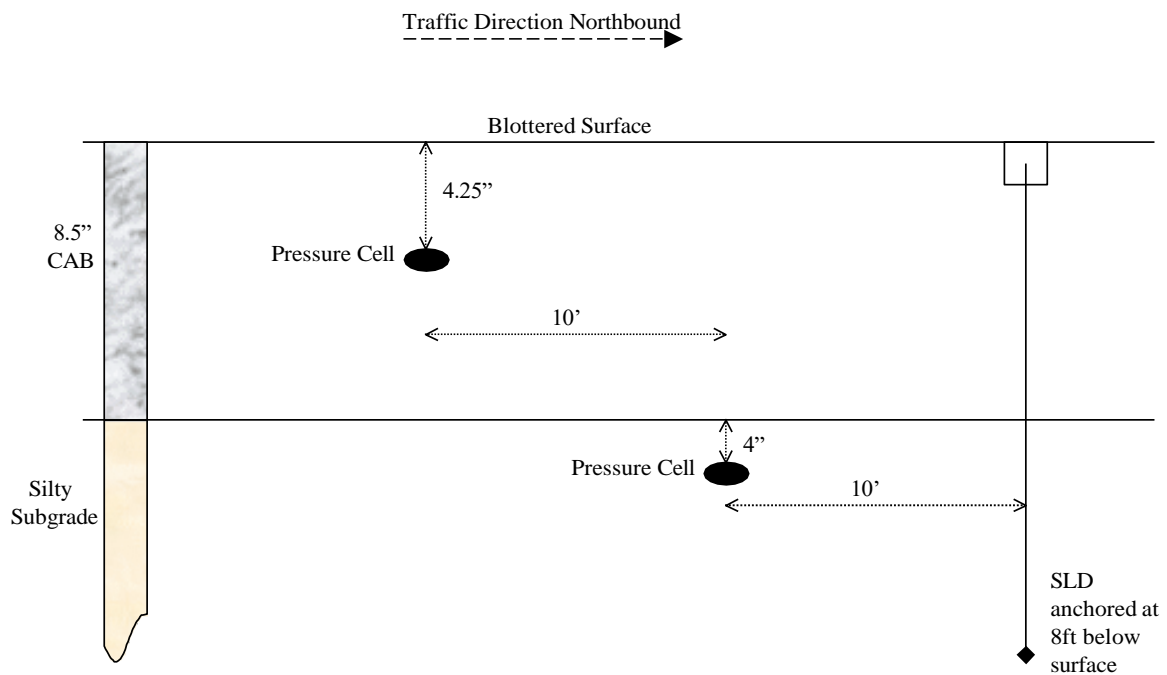 Traffic Direction Northbound
Blottered Surface
4.25”
8.5”
CAB
Pressure Cell
10’
4”
Pressure Cell
10’
Silty
Subgrade
SLD
anchored at
8ft below
surface